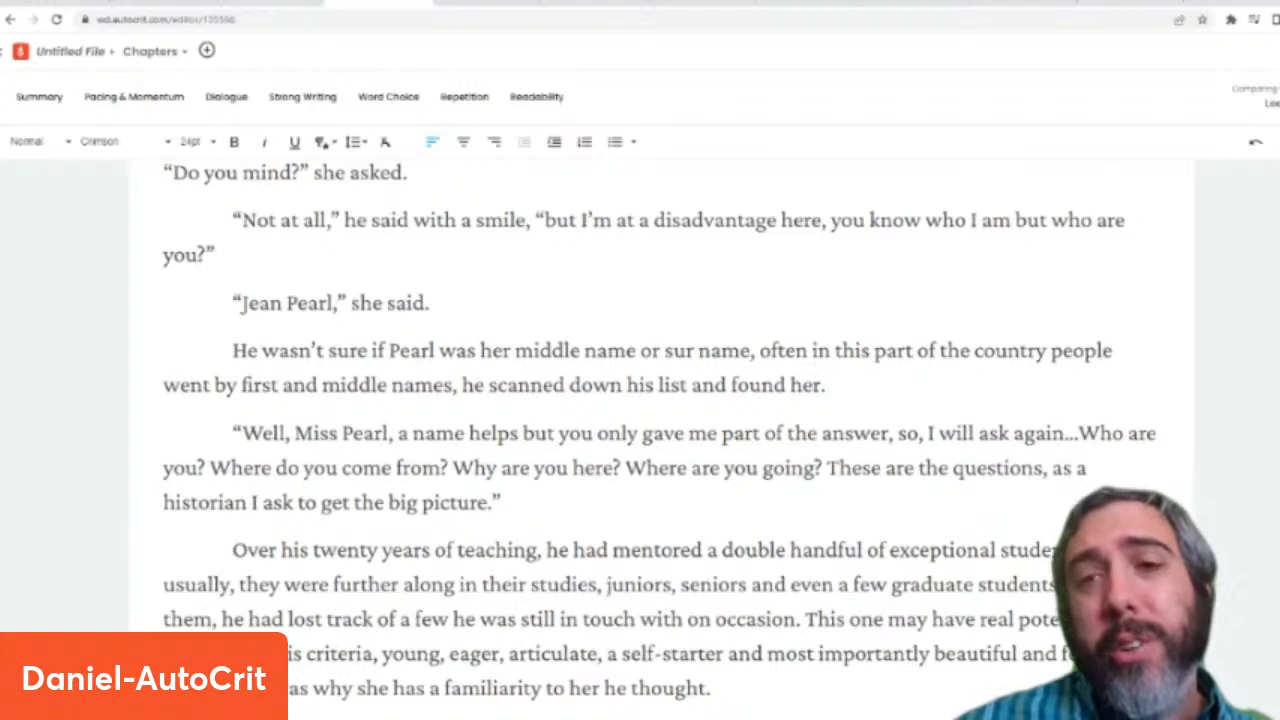 wd.autocrit.com/editor/135566
Untitled File Chapters
Summary Pacing & Momentum Dialogue Strong Writing Word Choice Repetition Readability
Comparing
Normal Crimson 24pt B i U
“Do you mind?” she asked.
“Not at all,” he said with a smile, “but I’m at a disadvantage here, you know who I am but who are
you?”
“Jean Pearl,” she said.
He wasn’t sure if Pearl was her middle name or sur name, often in this part of the country people
went by first and middle names, he scanned down his list and found her.
“Well, Miss Pearl, a name helps but you only gave me part of the answer, so, I will ask again…Who are
you? Where do you come from? Why are you here? Where are you going? These are the questions, as a
historian I ask to get the big picture.”
Over his twenty years of teaching, he had mentored a double handful of exceptional stude
usually, they were further along in their studies, juniors, seniors and even a few graduate students
them, he had lost track of a few he was still in touch with on occasion. This one may have real pote
is criteria, young, eager, articulate, a self-starter and most importantly beautiful and f
as why she has a familiarity to her he thought.
Daniel-AutoCrit